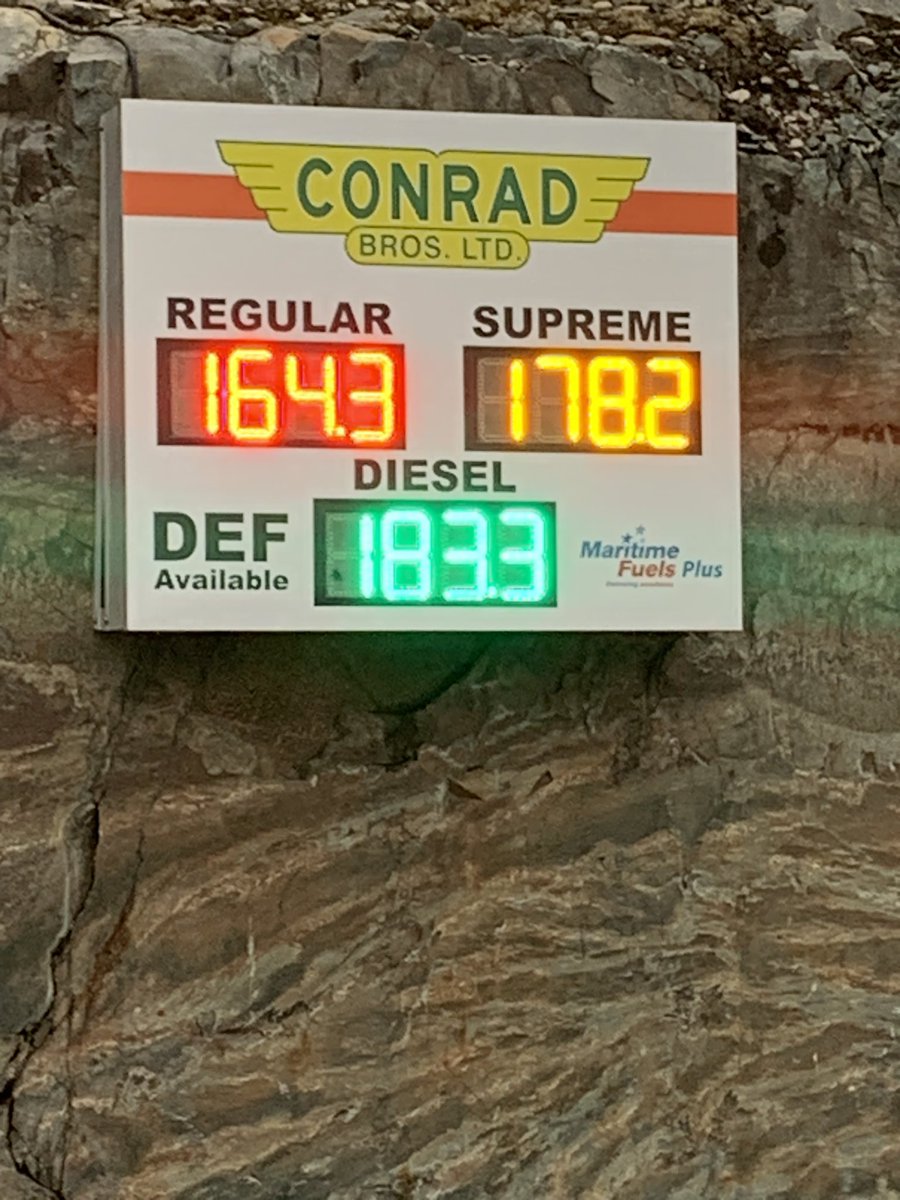 CONRAD
BROS. LTD.
REGULAR SUPREME
164.3 178.2
DIESEL
DEF 183.3
Available
Maritime
Fuels Plus